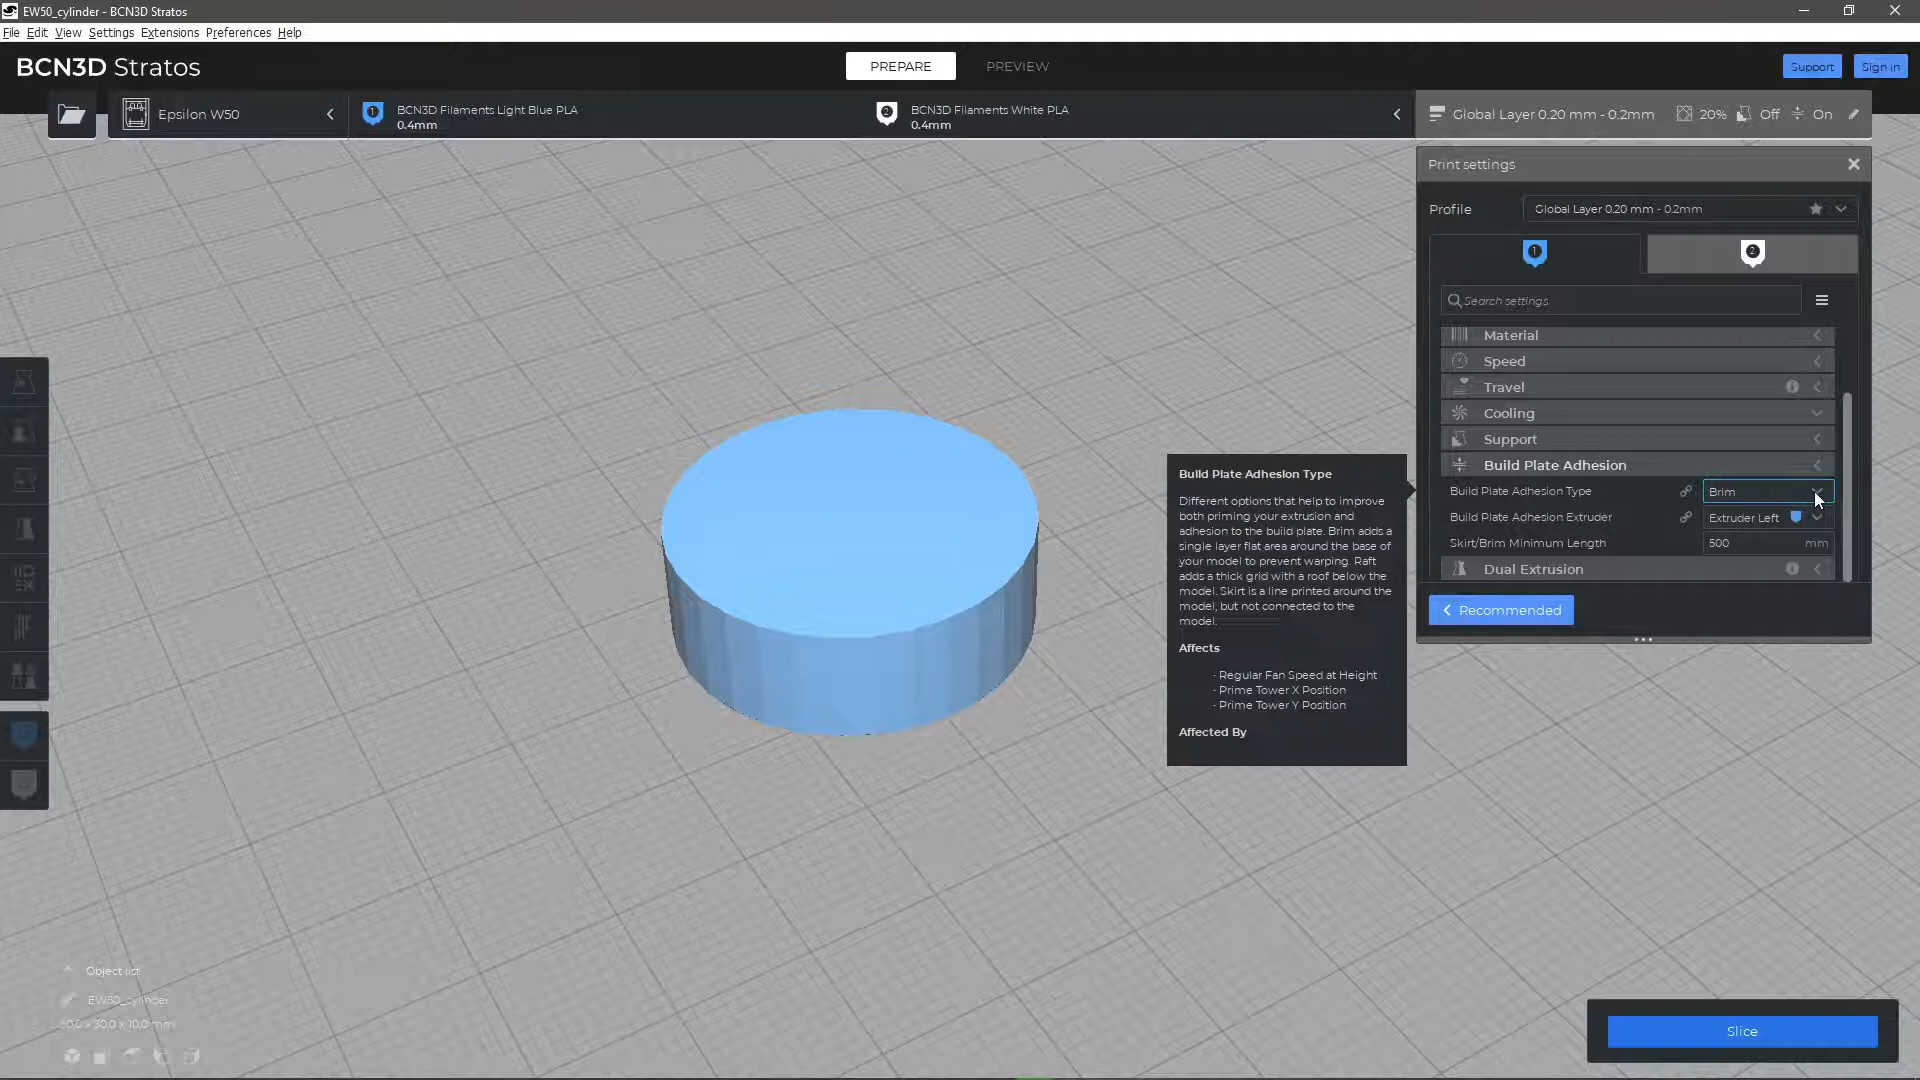 EW50_cylinder - BCN3D Stratos
File Edit View Settings Extensions Preferences Help
BCN3D Stratos
PREPARE
PREVIEW
Support
Sign in
Epsilon W50
1
BCN3D Filaments Light Blue PLA
0.4mm
2
BCN3D Filaments White PLA
0.4mm
Global Layer 0.20 mm - 0.2mm
20%
Off
On
Print settings
Profile
Global Layer 0.20 mm - 0.2mm
1
2
Search settings
Material
Speed
Travel
Cooling
Support
Build Plate Adhesion
Build Plate Adhesion Type
Brim
Build Plate Adhesion Extruder
Extruder Left
Skirt/Brim Minimum Length
500 mm
Dual Extrusion
Recommended
Build Plate Adhesion Type
Different options that help to improve
both priming your extrusion and
adhesion to the build plate. Brim adds a
single layer flat area around the base of
your model to prevent warping. Raft
adds a thick grid with a roof below the
model. Skirt is a line printed around the
model, but not connected to the
model.
Affects
· Regular Fan Speed at Height
· Prime Tower X Position
· Prime Tower Y Position
Affected By
Object list
EW50_cylinder
Slice